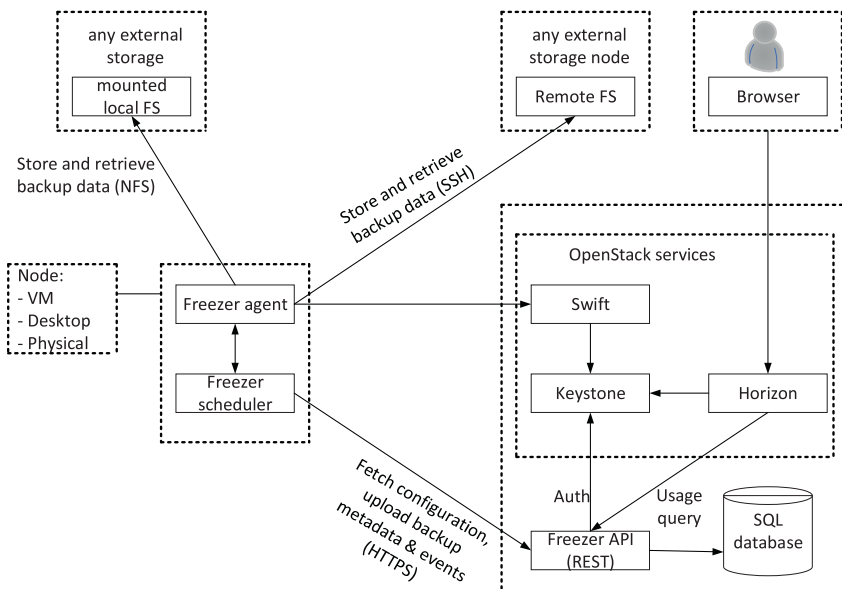 any external
storage
mounted
local FS
any external
storage node
Remote FS
Browser
Store and retrieve
backup data (NFS)
Store and retrieve
backup data (SSH)
OpenStack services
Node:
- VM
- Desktop
- Physical
Freezer agent
Swift
Freezer
scheduler
Keystone
Horizon
Fetch configuration,
upload backup
metadata & events
(HTTPS)
Auth
Usage
query
Freezer API
(REST)
SQL
database